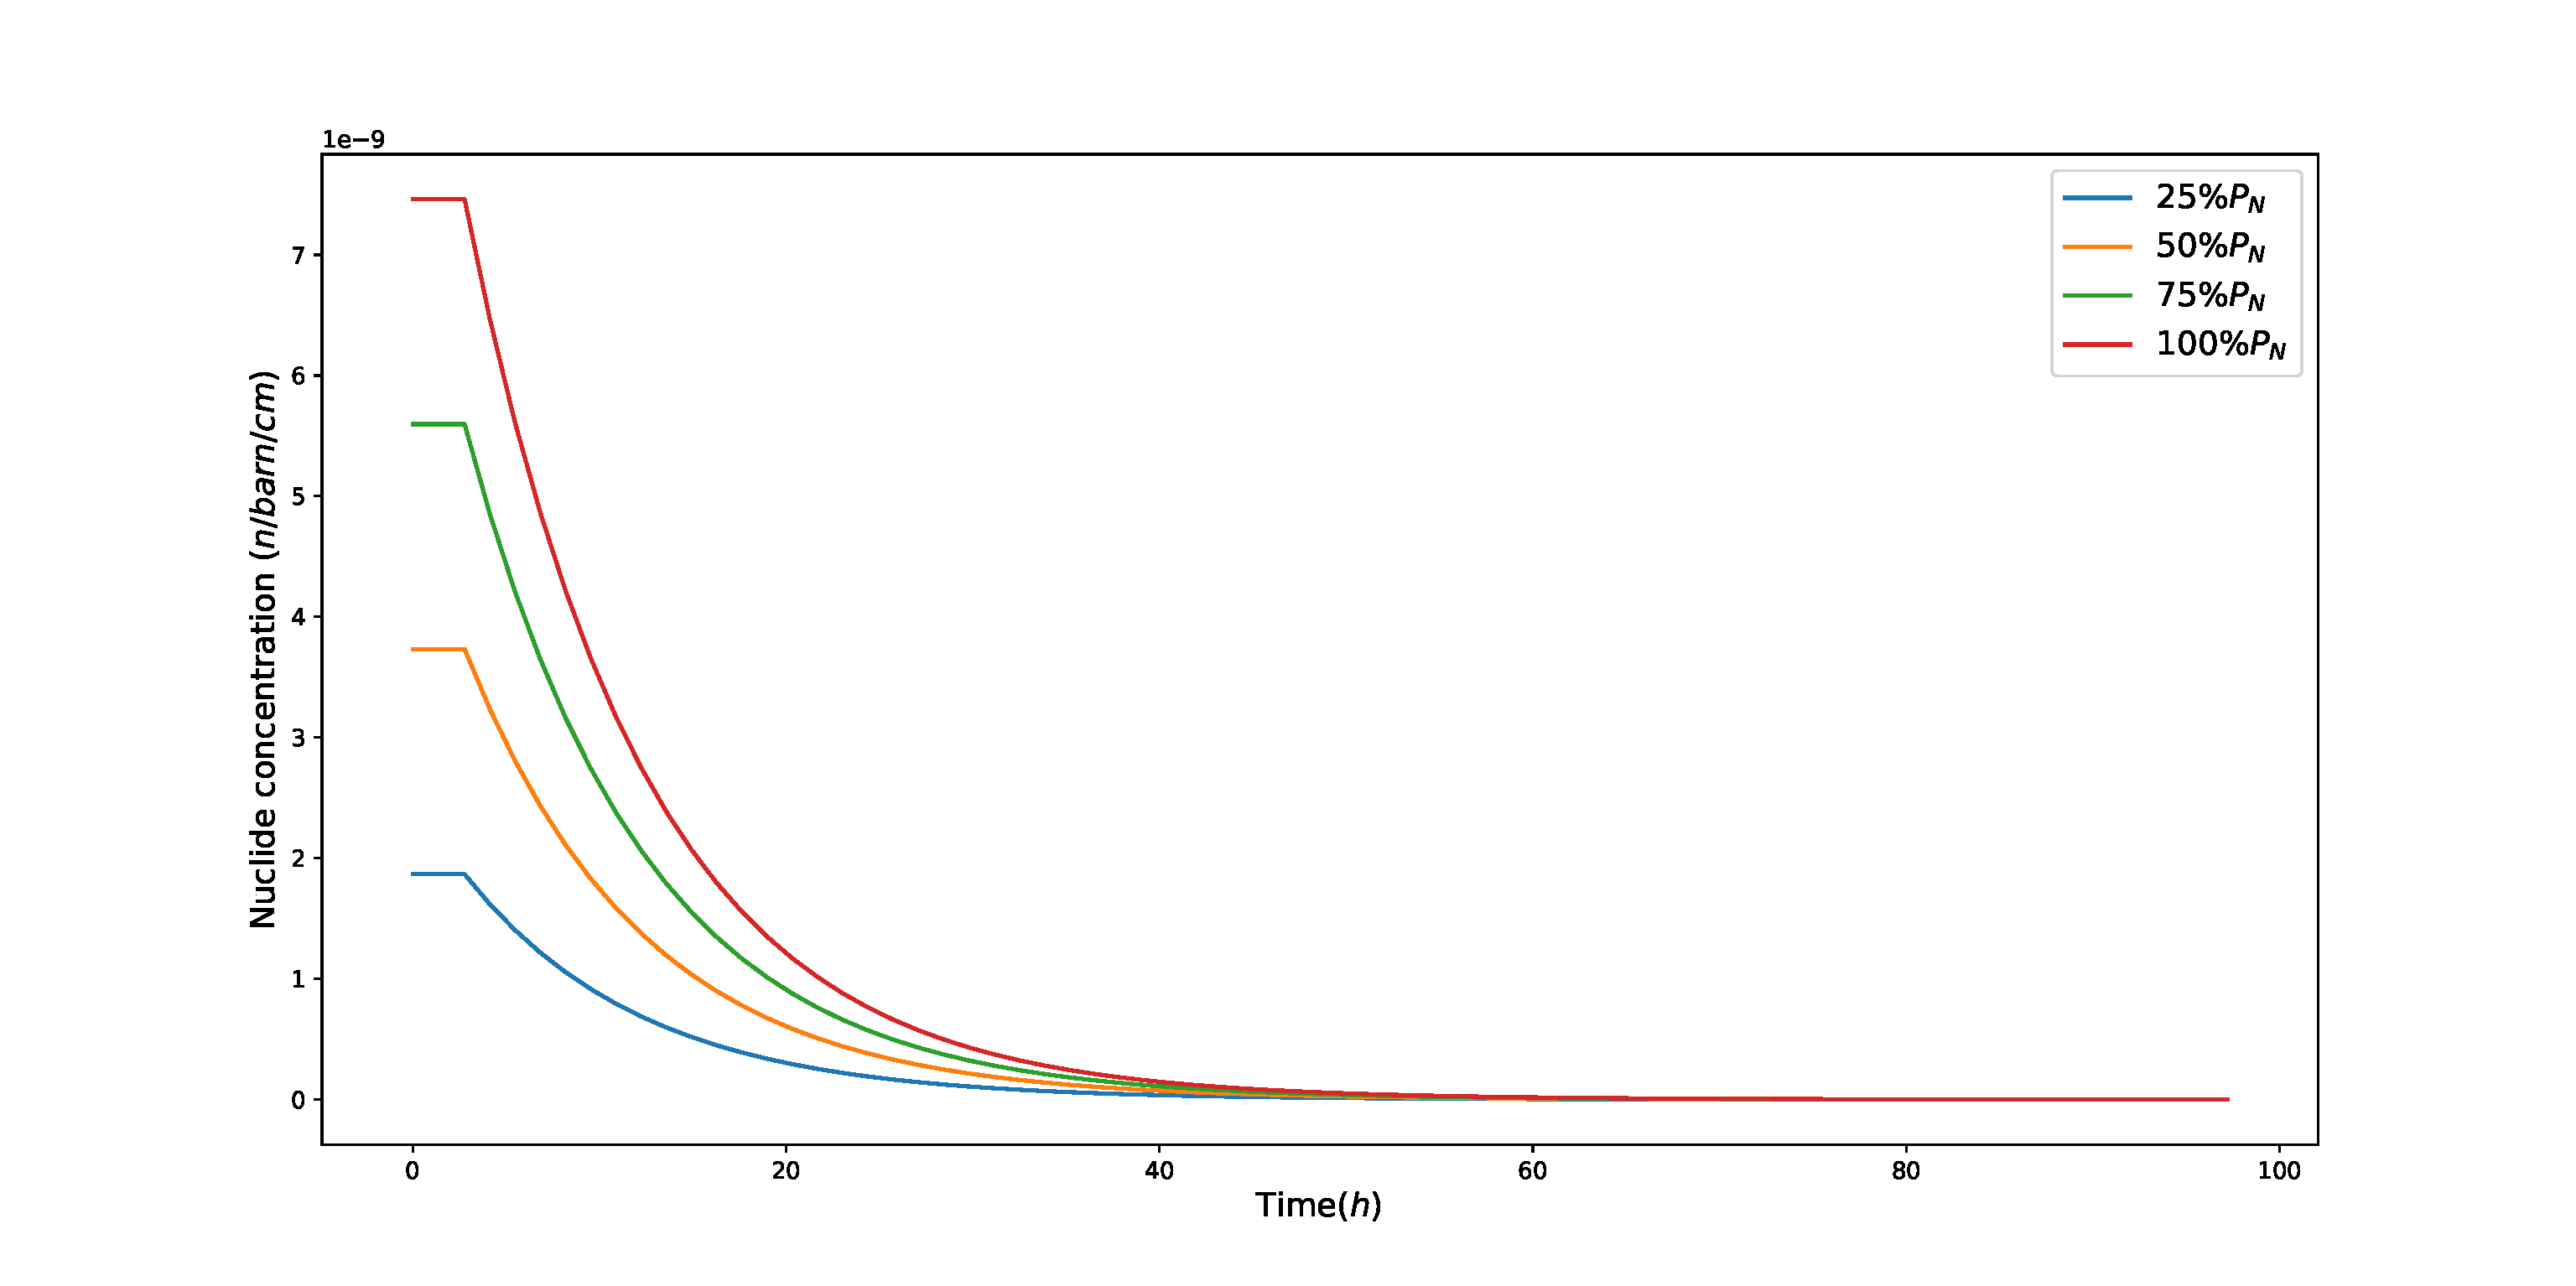 1e−9
25%P_N
50%P_N
75%P_N
100%P_N
7
6
5
4
3
2
1
0
Nuclide concentration (n/barn/cm)
0 20 40 60 80 100
Time(h)